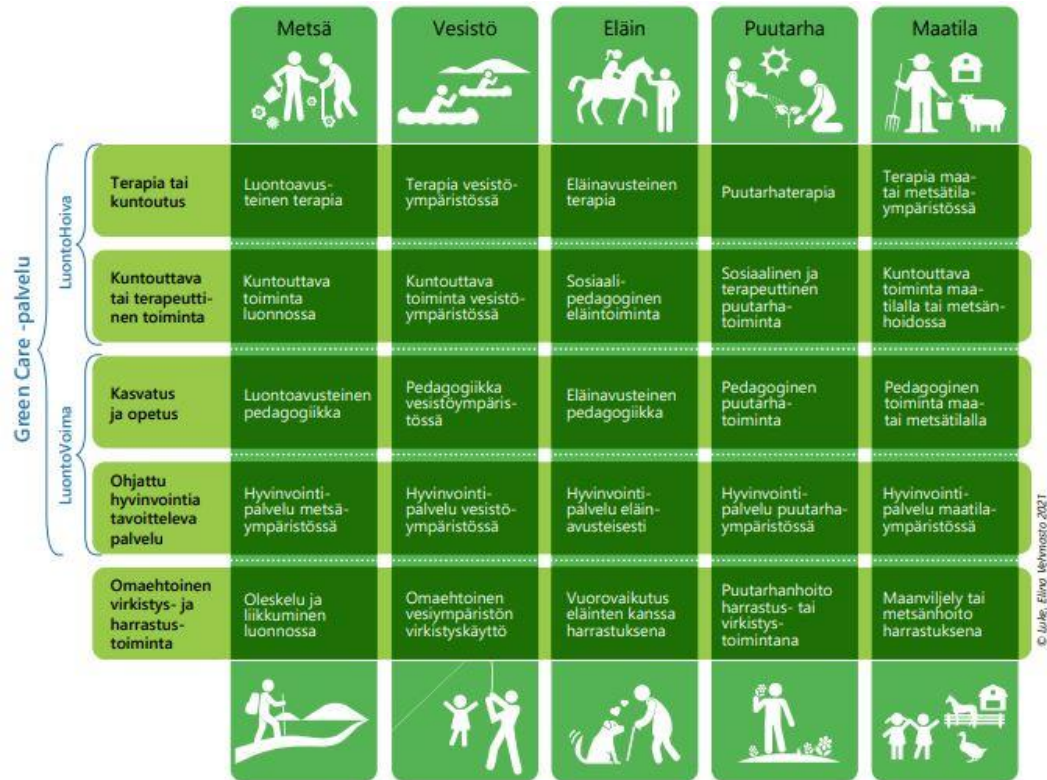 Metsä
Vesistö
Eläin
Puutarha
Maatila
Green Care -palvelu
LuontoHoiva
LuontoVoima
Terapia tai
kuntoutus
Luontoavus-
teinen terapia
Terapia vesistö-
ympäristössä
Eläinavusteinen
terapia
Puutarhaterapia
Terapia maa-
tai metsätila-
ympäristössä
Kuntouttava
tai terapeutti-
nen toiminta
Kuntouttava
toiminta
luonnossa
Kuntouttava
toiminta vesistö-
ympäristössä
Sosiaali-
pedagoginen
eläintoiminta
Sosiaalinen ja
terapeuttinen
puutarha-
toiminta
Kuntouttava
toiminta maa-
tilalla tai metsän-
hoidossa
Kasvatus
ja opetus
Luontoavusteinen
pedagogiikka
Pedagogiikka
vesistöympäris-
tössä
Eläinavusteinen
pedagogiikka
Pedagoginen
puutarha-
toiminta
Pedagoginen
toiminta maa-
tai metsätilalla
Ohjattu
hyvinvointia
tavoitteleva
palvelu
Hyvinvointi-
palvelu metsä-
ympäristössä
Hyvinvointi-
palvelu vesistö-
ympäristössä
Hyvinvointi-
palvelu eläin-
avusteisesti
Hyvinvointi-
palvelu puutarha-
ympäristössä
Hyvinvointi-
palvelu maatila-
ympäristössä
Omaehtoinen
virkistys- ja
harrastus-
toiminta
Oleskelu ja
liikkuminen
luonnossa
Omaehtoinen
vesiympäristön
virkistyskäyttö
Vuorovaikutus
eläinten kanssa
harrastuksena
Puutarhanhoito
harrastus- tai
virkistys-
toimintana
Maanviljely tai
metsänhoito
harrastuksena
© Luke, Elina Vehmasto 2021